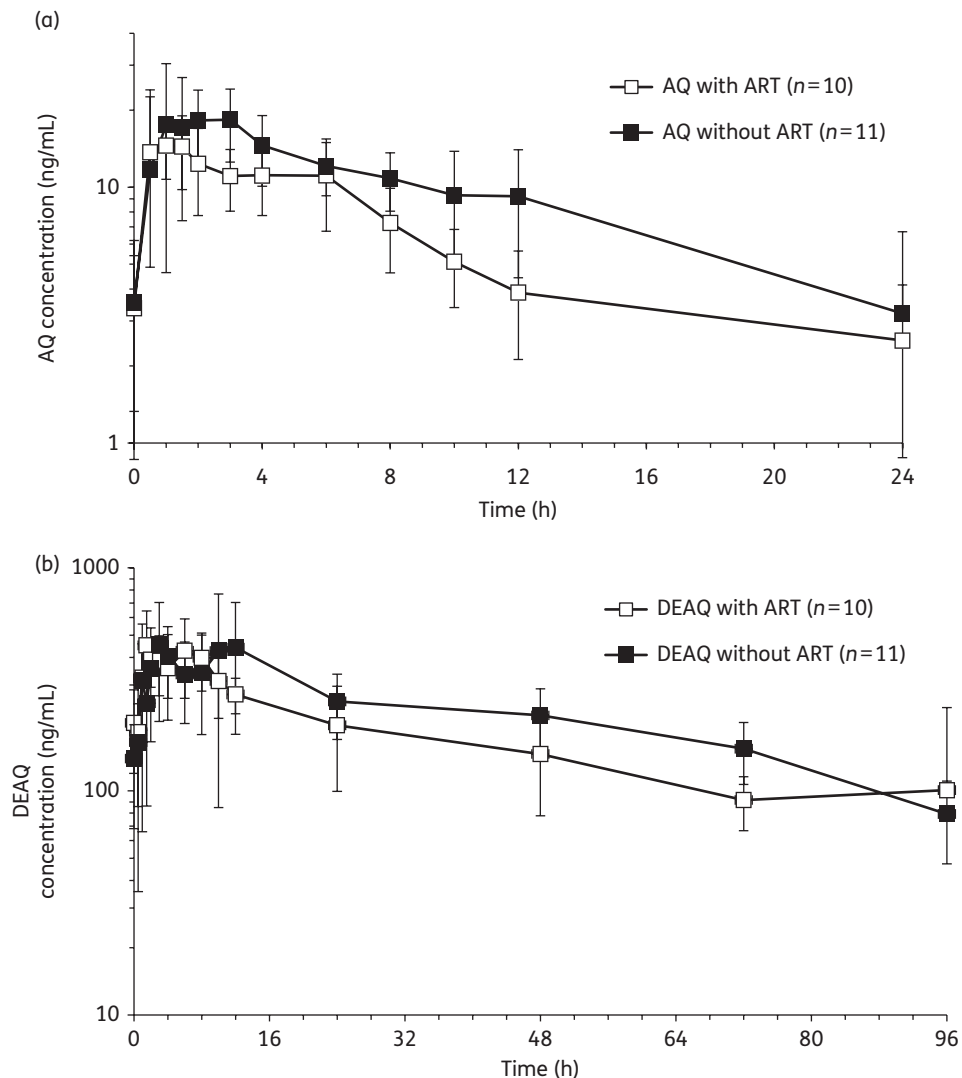 (a)
AQ concentration (ng/mL)
10
1
AQ with ART (n=10)
AQ without ART (n=11)
0 4 8 12 16 20 24
Time (h)
(b)
DEAQ
concentration (ng/mL)
1000
100
10
DEAQ with ART (n=10)
DEAQ without ART (n=11)
0 16 32 48 64 80 96
Time (h)